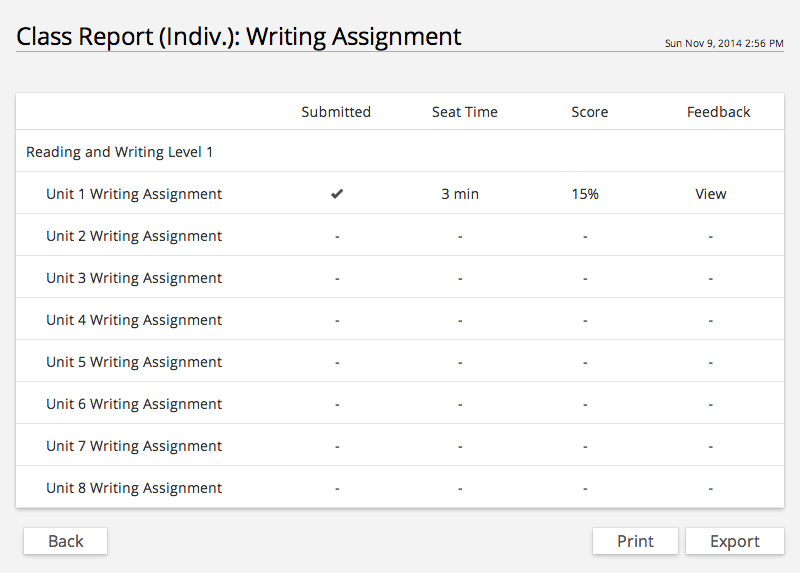 Class Report (Indiv.): Writing Assignment
Sun Nov 9, 2014 2:56 PM
Submitted Seat Time Score Feedback
Reading and Writing Level 1
Unit 1 Writing Assignment ✔ 3 min 15% View
Unit 2 Writing Assignment - - - -
Unit 3 Writing Assignment - - - -
Unit 4 Writing Assignment - - - -
Unit 5 Writing Assignment - - - -
Unit 6 Writing Assignment - - - -
Unit 7 Writing Assignment - - - -
Unit 8 Writing Assignment - - - -
Back Print Export